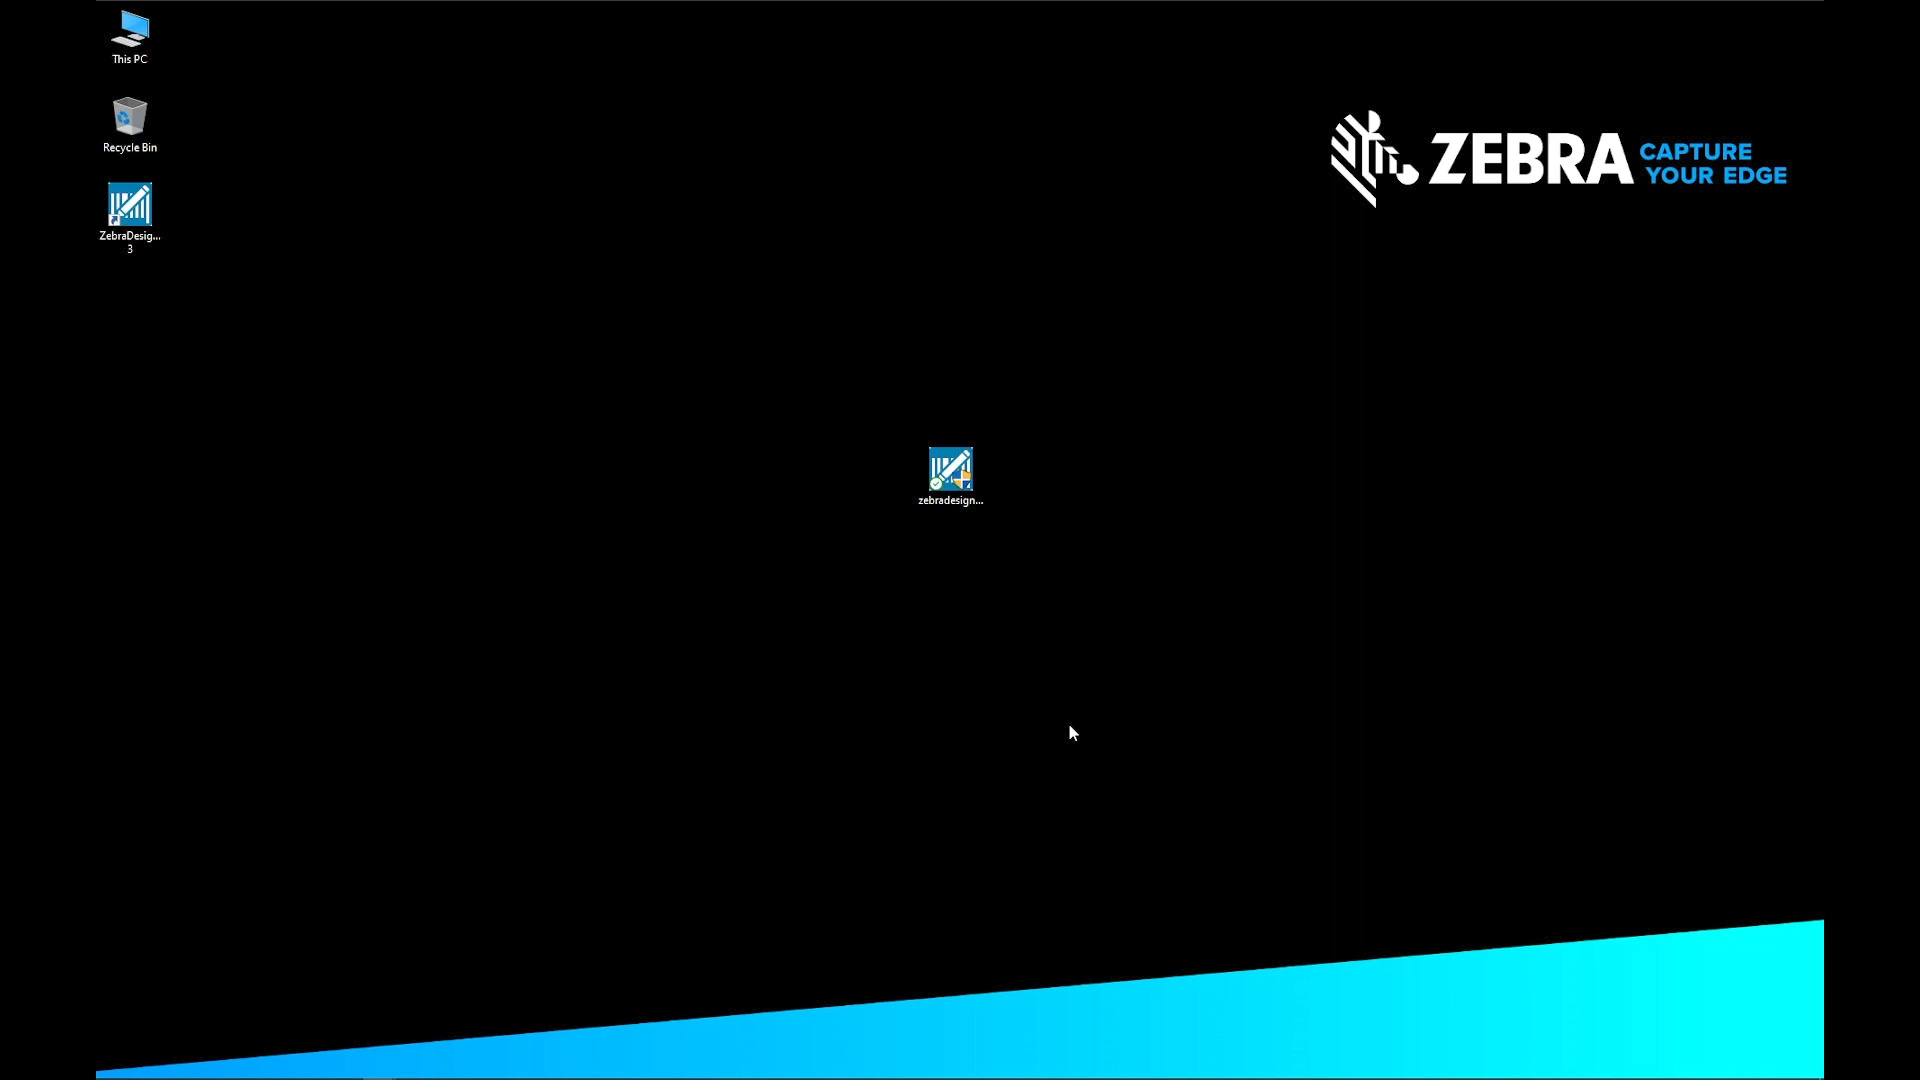 This PC
Recycle Bin
ZebraDesig...
3
ZEBRA
CAPTURE
YOUR EDGE
zebradesign...